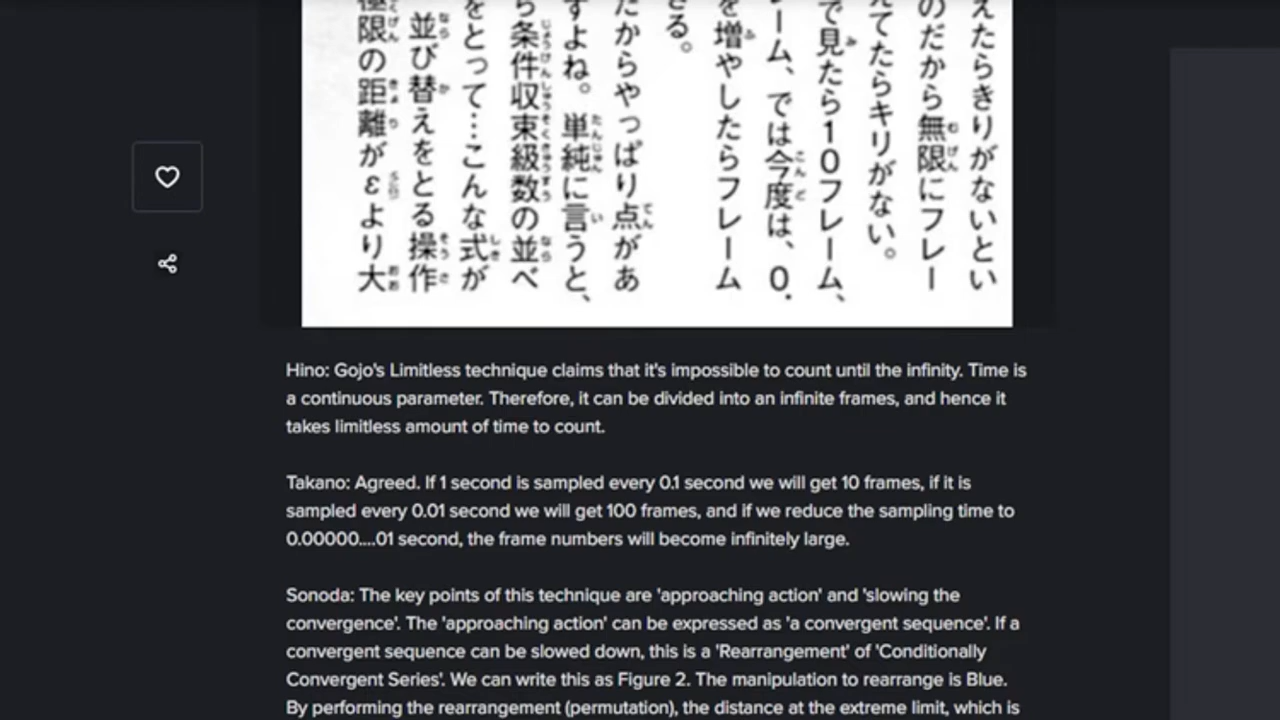 えたらきりがないとい
のだから無限にフレー
えてたらキリがない。
で見たら10フレーム、
ーム、では今度は、0.
を増やしたらフレーム
きる。
だからやっぱり点があ
すよね。単純に言うと、
ら条件収束級数の並べ
をとって…こんな式が
並び替えをとる操作
極限の距離がεより大
Hino: Gojo's Limitless technique claims that it's impossible to count until the infinity. Time is
a continuous parameter. Therefore, it can be divided into an infinite frames, and hence it
takes limitless amount of time to count.
Takano: Agreed. If 1 second is sampled every 0.1 second we will get 10 frames, if it is
sampled every 0.01 second we will get 100 frames, and if we reduce the sampling time to
0.00000....01 second, the frame numbers will become infinitely large.
Sonoda: The key points of this technique are 'approaching action' and 'slowing the
convergence'. The 'approaching action' can be expressed as 'a convergent sequence'. If a
convergent sequence can be slowed down, this is a 'Rearrangement' of 'Conditionally
Convergent Series'. We can write this as Figure 2. The manipulation to rearrange is Blue.
By performing the rearrangement (permutation), the distance at the extreme limit, which is